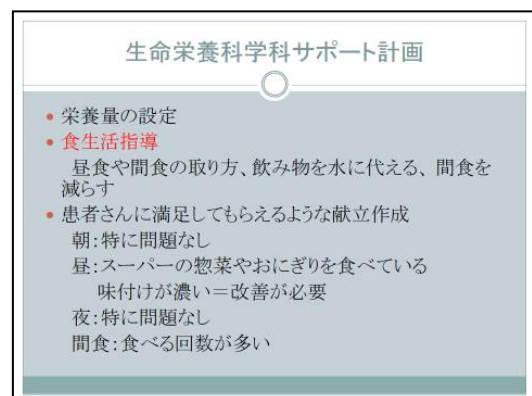 生命栄養科学科サポート計画
• 栄養量の設定
• 食生活指導
昼食や間食の取り方、飲み物を水に代える、間食を
減らす
• 患者さんに満足してもらえるような献立作成
朝:特に問題なし
昼:スーパーの惣菜やおにぎりを食べている
味付けが濃い=改善が必要
夜:特に問題なし
間食:食べる回数が多い